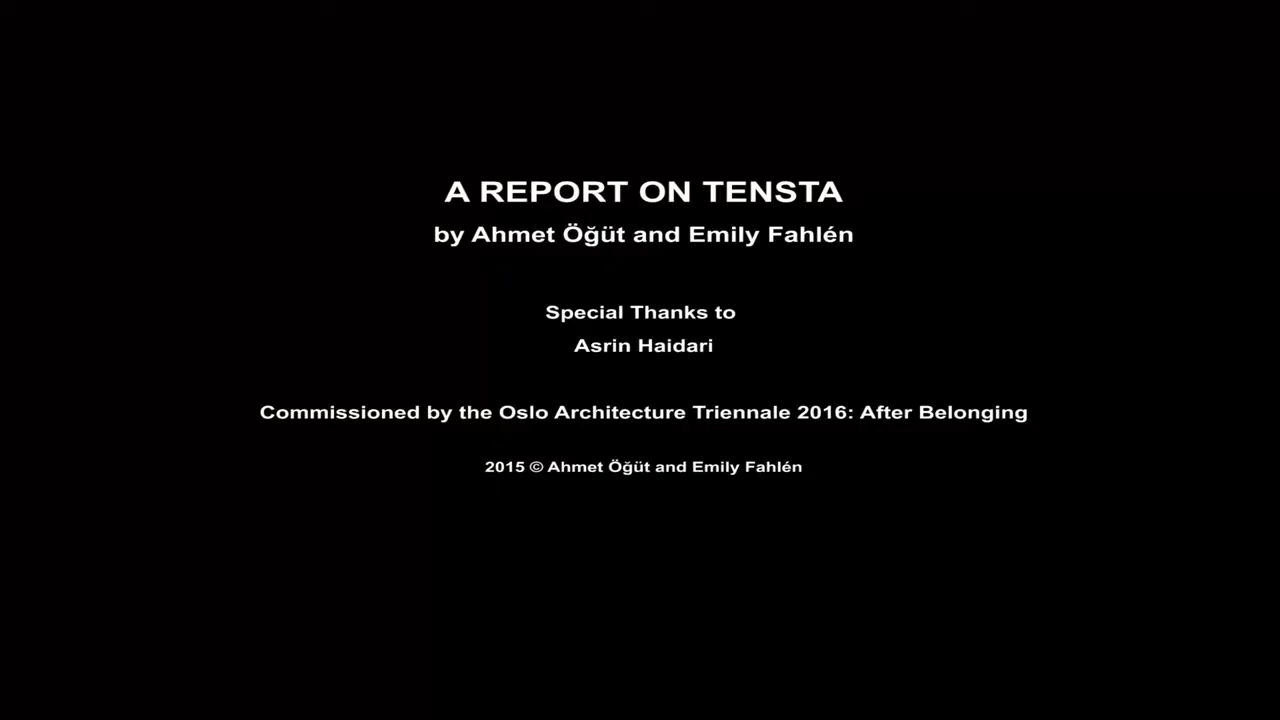 A REPORT ON TENSTA
by Ahmet Öğüt and Emily Fahlén
Special Thanks to
Asrin Haidari
Commissioned by the Oslo Architecture Triennale 2016: After Belonging
2015 © Ahmet Öğüt and Emily Fahlén